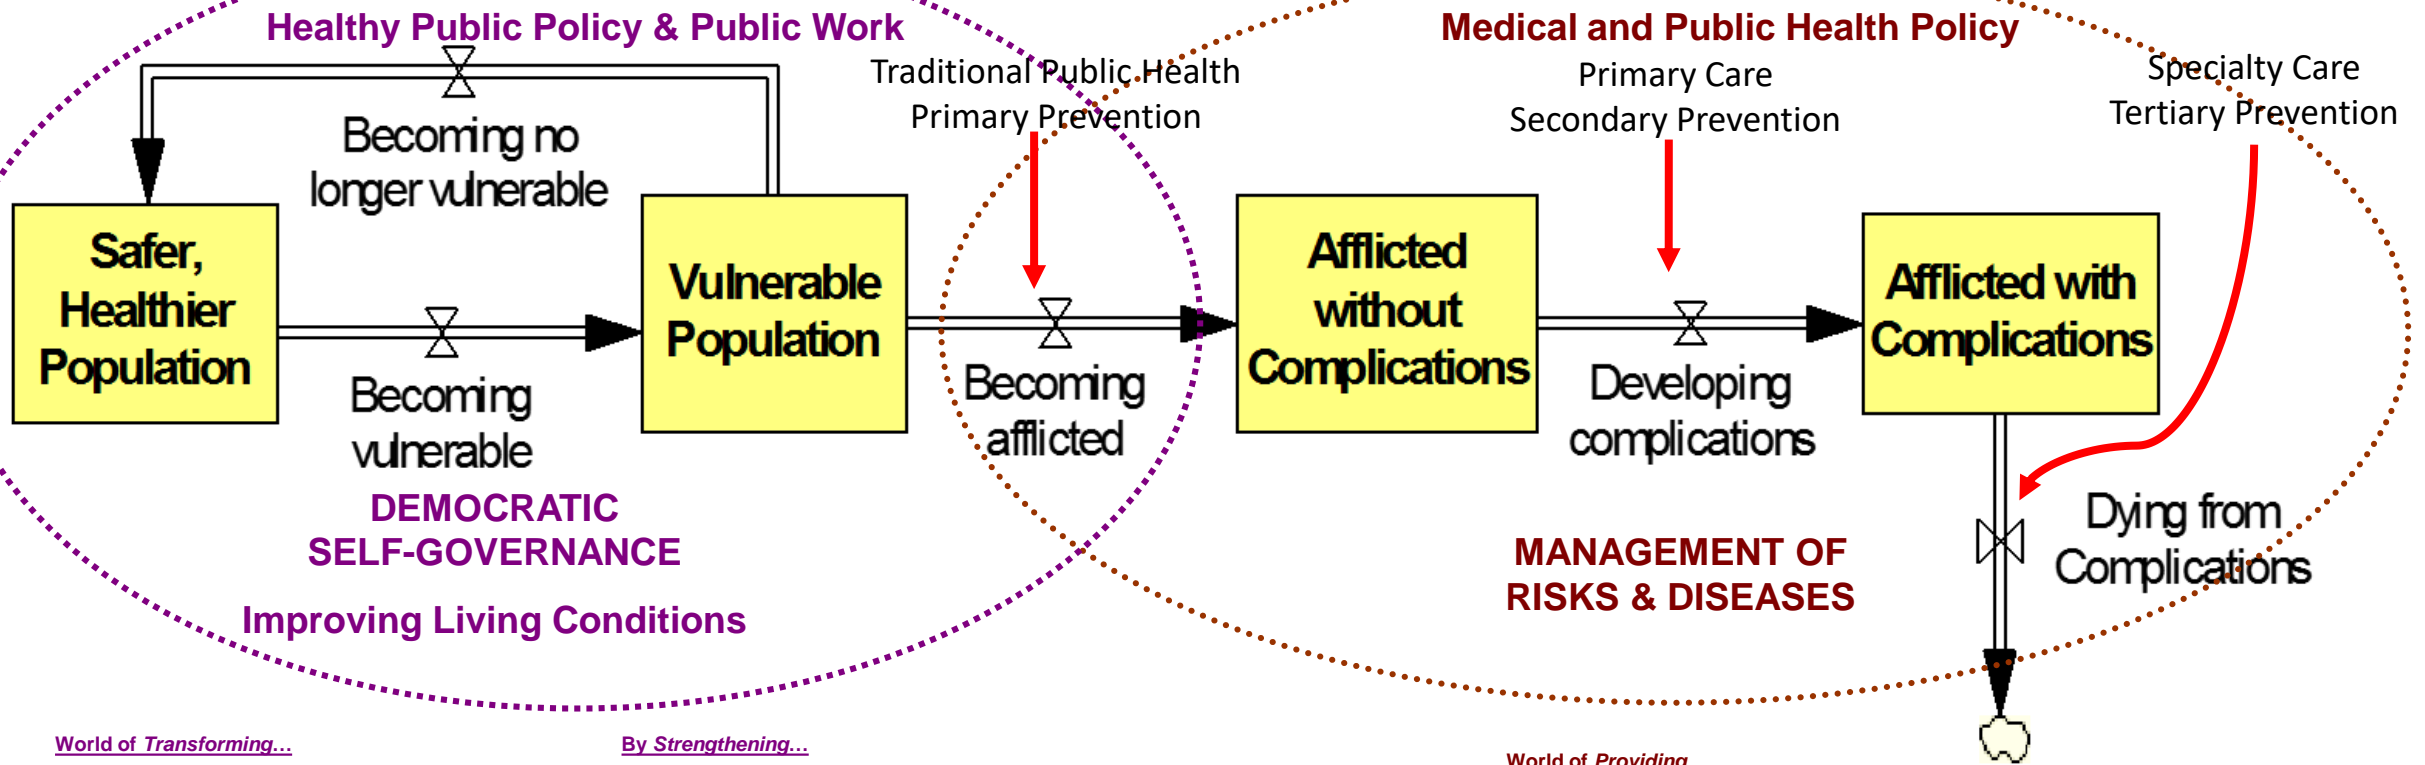 Healthy Public Policy & Public Work
Medical and Public Health Policy
Traditional Public Health
Primary Prevention
Primary Care
Secondary Prevention
Specialty Care
Tertiary Prevention
Becoming no
longer vulnerable
Safer,
Healthier
Population
Vulnerable
Population
Afflicted
without
Complications
Afflicted with
Complications
Becoming
vulnerable
Becoming
afflicted
Developing
complications
Dying from
Complications
DEMOCRATIC
SELF-GOVERNANCE
Improving Living Conditions
MANAGEMENT OF
RISKS & DISEASES
World of Transforming…
By Strengthening…
World of Providing